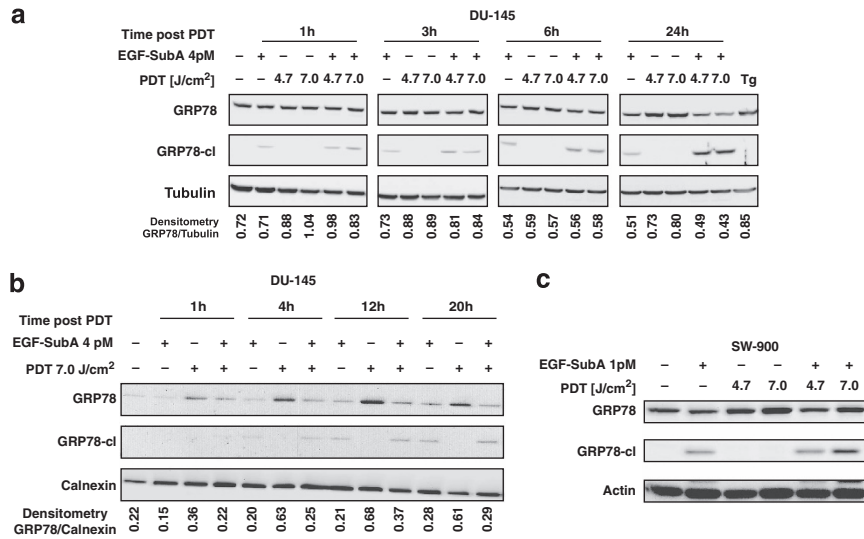 a
DU-145
Time post PDT 1h 3h 6h 24h
EGF-SubA 4pM – + – – + + + – – + + + – – + + + – – + +
PDT [J/cm2] – – 4.7 7.0 4.7 7.0 – 4.7 7.0 4.7 7.0 – 4.7 7.0 4.7 7.0 – 4.7 7.0 4.7 7.0 Tg
GRP78
GRP78-cl
Tubulin
Densitometry
GRP78/Tubulin
0.72 0.71 0.88 1.04 0.98 0.83 0.73 0.88 0.89 0.81 0.84 0.54 0.59 0.57 0.56 0.58 0.51 0.73 0.80 0.49 0.43 0.85
b
DU-145
1h 4h 12h 20h
Time post PDT
EGF-SubA 4 pM – + – + + – + + – + + – +
PDT 7.0 J/cm2 – – + + – + + – + + – + +
GRP78
GRP78-cl
Calnexin
Densitometry
GRP78/Calnexin
0.22 0.15 0.36 0.22 0.20 0.63 0.25 0.21 0.68 0.37 0.28 0.61 0.29
c
SW-900
EGF-SubA 1pM – + – – + +
PDT [J/cm2] – – 4.7 7.0 4.7 7.0
GRP78
GRP78-cl
Actin